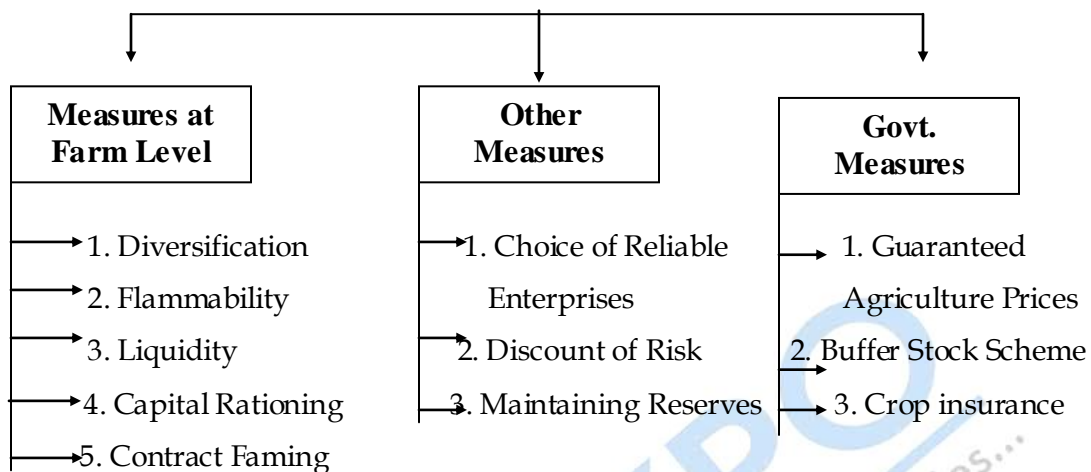 Measures at
Farm Level
1. Diversification
2. Flammability
3. Liquidity
4. Capital Rationing
5. Contract Faming
Other
Measures
1. Choice of Reliable
Enterprises
2. Discount of Risk
3. Maintaining Reserves
Govt.
Measures
1. Guaranteed
Agriculture Prices
2. Buffer Stock Scheme
3. Crop insurance